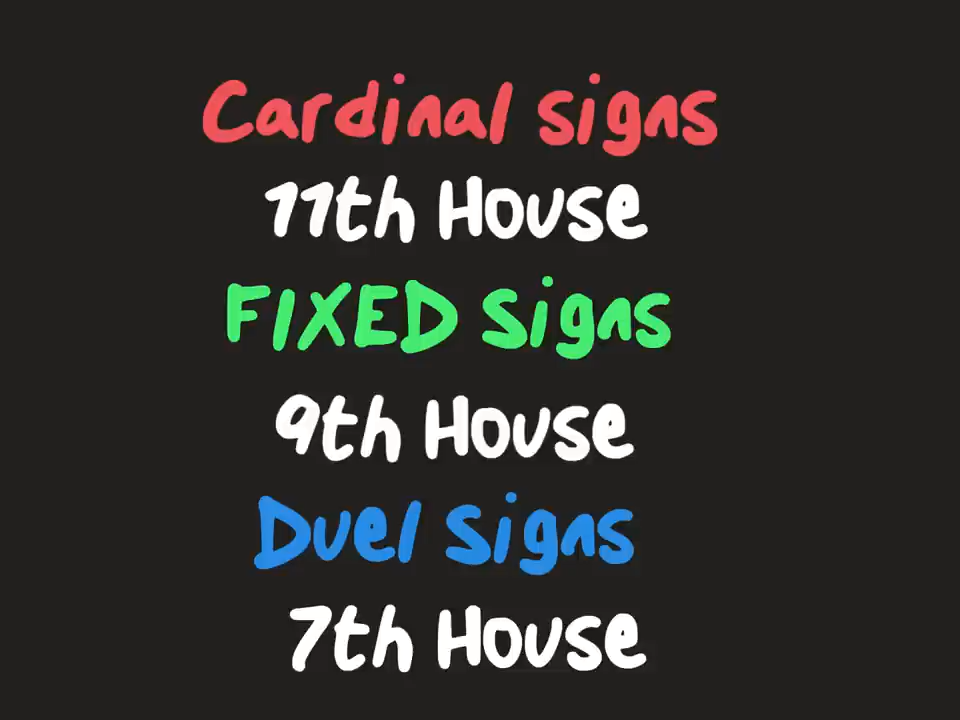 Cardinal signs
11th House
FIXED Signs
9th House
Duel Signs
7th House